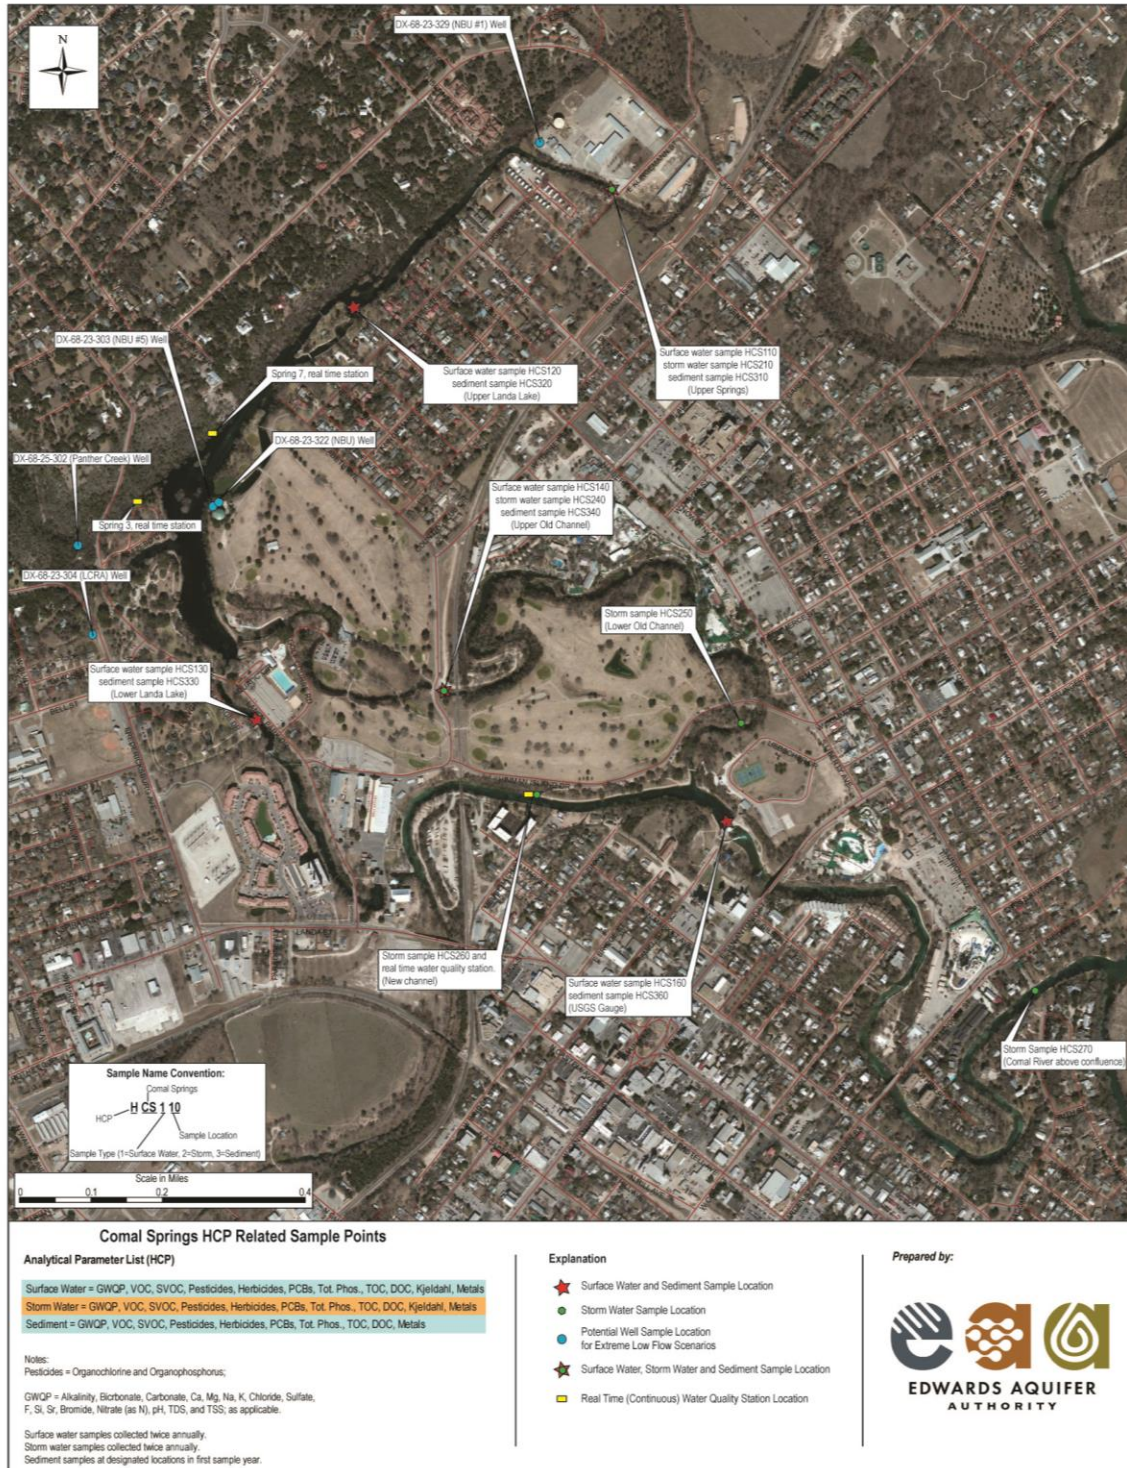 DX-68-23-329 (NBU #1) Well
N
DX-68-23-303 (NBU #5) Well
Spring 7, real time station
Surface water sample HCS120
sediment sample HCS320
(Upper Landa Lake)
Surface water sample HCS110
storm water sample HCS210
sediment sample HCS310
(Upper Springs)
DX-68-23-322 (NBU) Well
DX-68-25-302 (Panther Creek) Well
Surface water sample HCS140
storm water sample HCS240
sediment sample HCS340
(Upper Old Channel)
Spring 3, real time station
DX-68-23-304 (LCRA) Well
Storm sample HCS250
(Lower Old Channel)
Surface water sample HCS130
sediment sample HCS330
(Lower Landa Lake)
Storm sample HCS260 and
real time water quality station.
(New channel)
Surface water sample HCS160
sediment sample HCS360
(USGS Gauge)
Storm Sample HCS270
(Comal River above confluence)
Sample Name Convention:
Comal Springs
HCP
H CS 1 10
Sample Location
Sample Type (1=Surface Water, 2=Storm, 3=Sediment)
Scale in Miles
0 0.1 0.2 0.4
Comal Springs HCP Related Sample Points
Analytical Parameter List (HCP)
Surface Water = GWQP, VOC, SVOC, Pesticides, Herbicides, PCBs, Tot. Phos., TOC, DOC, Kjeldahl, Metals
Storm Water = GWQP, VOC, SVOC, Pesticides, Herbicides, PCBs, Tot. Phos., TOC, DOC, Kjeldahl, Metals
Sediment = GWQP, VOC, SVOC, Pesticides, Herbicides, PCBs, Tot. Phos., TOC, DOC, Metals
Notes:
Pesticides = Organochlorine and Organophosphorus;
GWQP = Alkalinity, Bicrbonate, Carbonate, Ca, Mg, Na, K, Chloride, Sulfate,
F, Si, Sr, Bromide, Nitrate (as N), pH, TDS, and TSS; as applicable.
Surface water samples collected twice annually.
Storm water samples collected twice annually.
Sediment samples at designated locations in first sample year.
Explanation
Surface Water and Sediment Sample Location
Storm Water Sample Location
Potential Well Sample Location
for Extreme Low Flow Scenarios
Surface Water, Storm Water and Sediment Sample Location
Real Time (Continuous) Water Quality Station Location
Prepared by:
eaa
EDWARDS AQUIFER
AUTHORITY